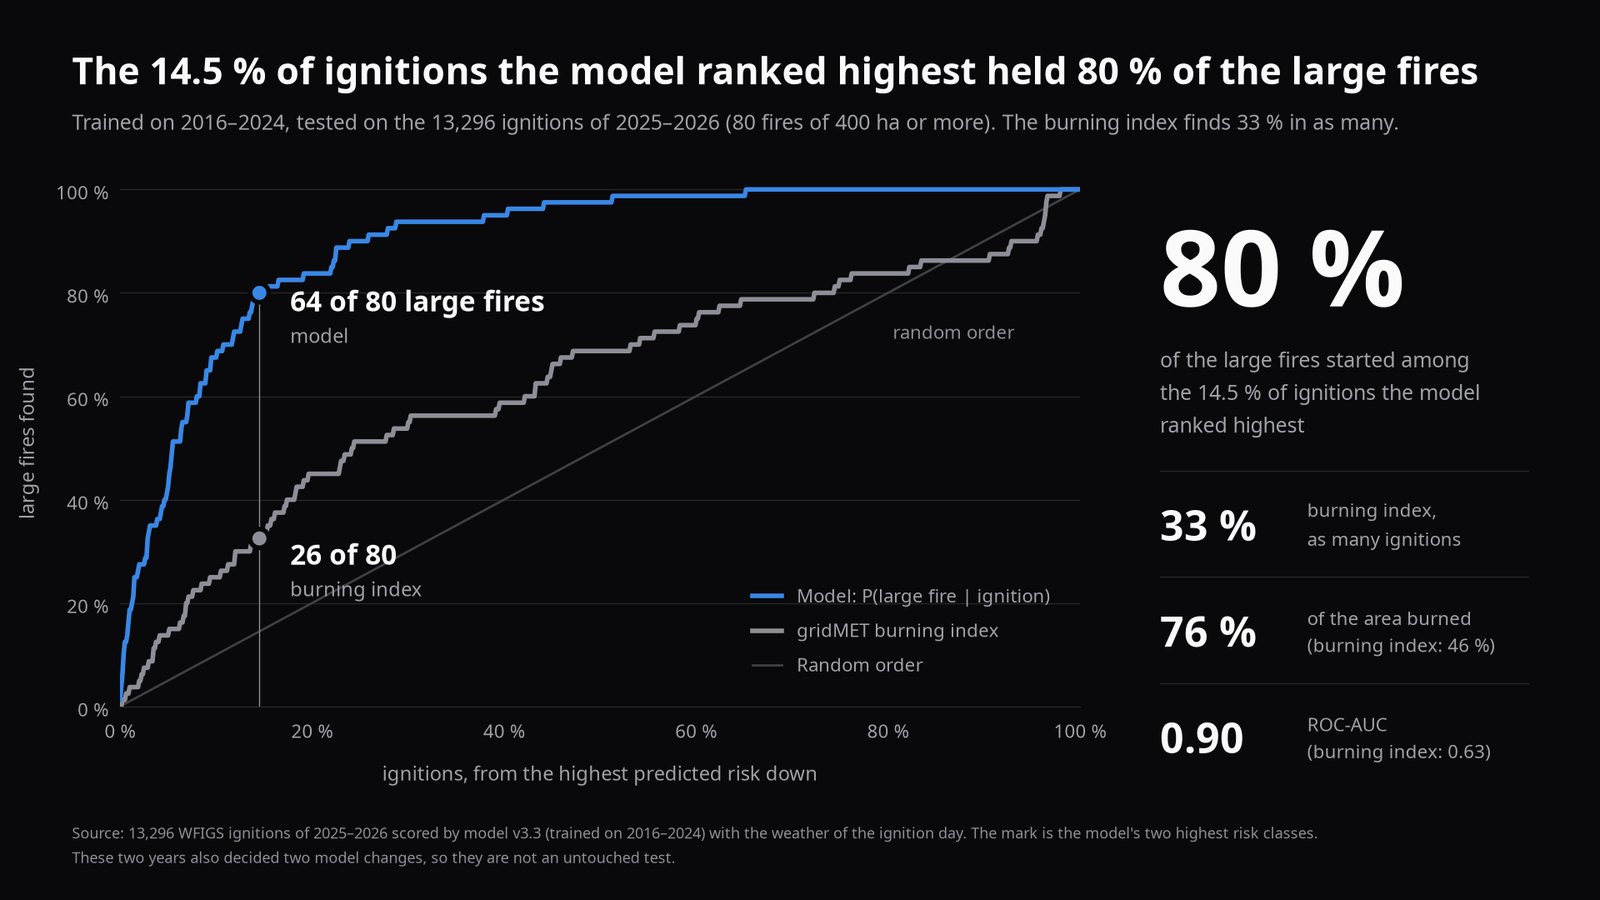 The 14.5 % of ignitions the model ranked highest held 80 % of the large fires
Trained on 2016–2024, tested on the 13,296 ignitions of 2025–2026 (80 fires of 400 ha or more). The burning index finds 33 % in as many.
100 %
80 %
60 %
40 %
20 %
0 %
large fires found
64 of 80 large fires
model
random order
26 of 80
burning index
Model: P(large fire | ignition)
gridMET burning index
Random order
0 %
20 %
40 %
60 %
80 %
100 %
ignitions, from the highest predicted risk down
80 %
of the large fires started among
the 14.5 % of ignitions the model
ranked highest
33 %
burning index,
as many ignitions
76 %
of the area burned
(burning index: 46 %)
0.90
ROC-AUC
(burning index: 0.63)
Source: 13,296 WFIGS ignitions of 2025–2026 scored by model v3.3 (trained on 2016–2024) with the weather of the ignition day. The mark is the model's two highest risk classes.
These two years also decided two model changes, so they are not an untouched test.